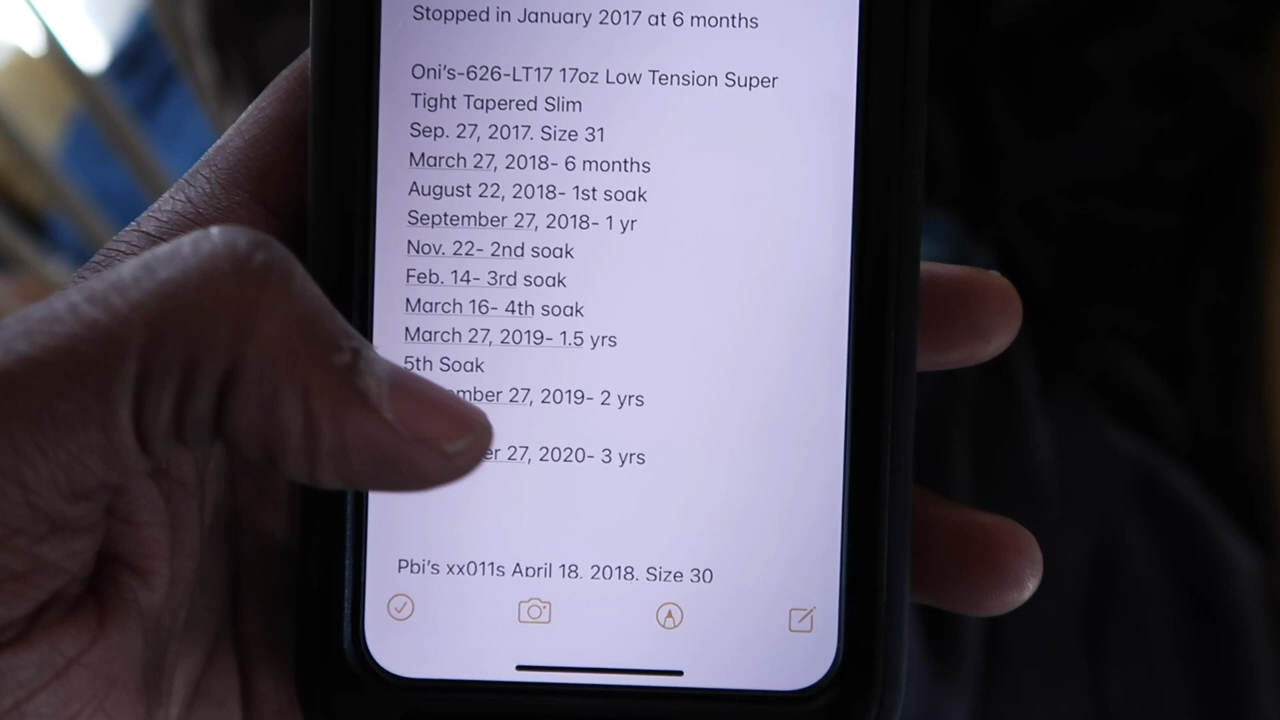 Stopped in January 2017 at 6 months
Oni's-626-LT17 17oz Low Tension Super
Tight Tapered Slim
Sep. 27, 2017. Size 31
March 27, 2018- 6 months
August 22, 2018- 1st soak
September 27, 2018- 1 yr
Nov. 22- 2nd soak
Feb. 14- 3rd soak
March 16- 4th soak
March 27, 2019- 1.5 yrs
5th Soak
27, 2019- 2 yrs
27, 2020- 3 yrs
Pbi's xx011s April 18, 2018. Size 30